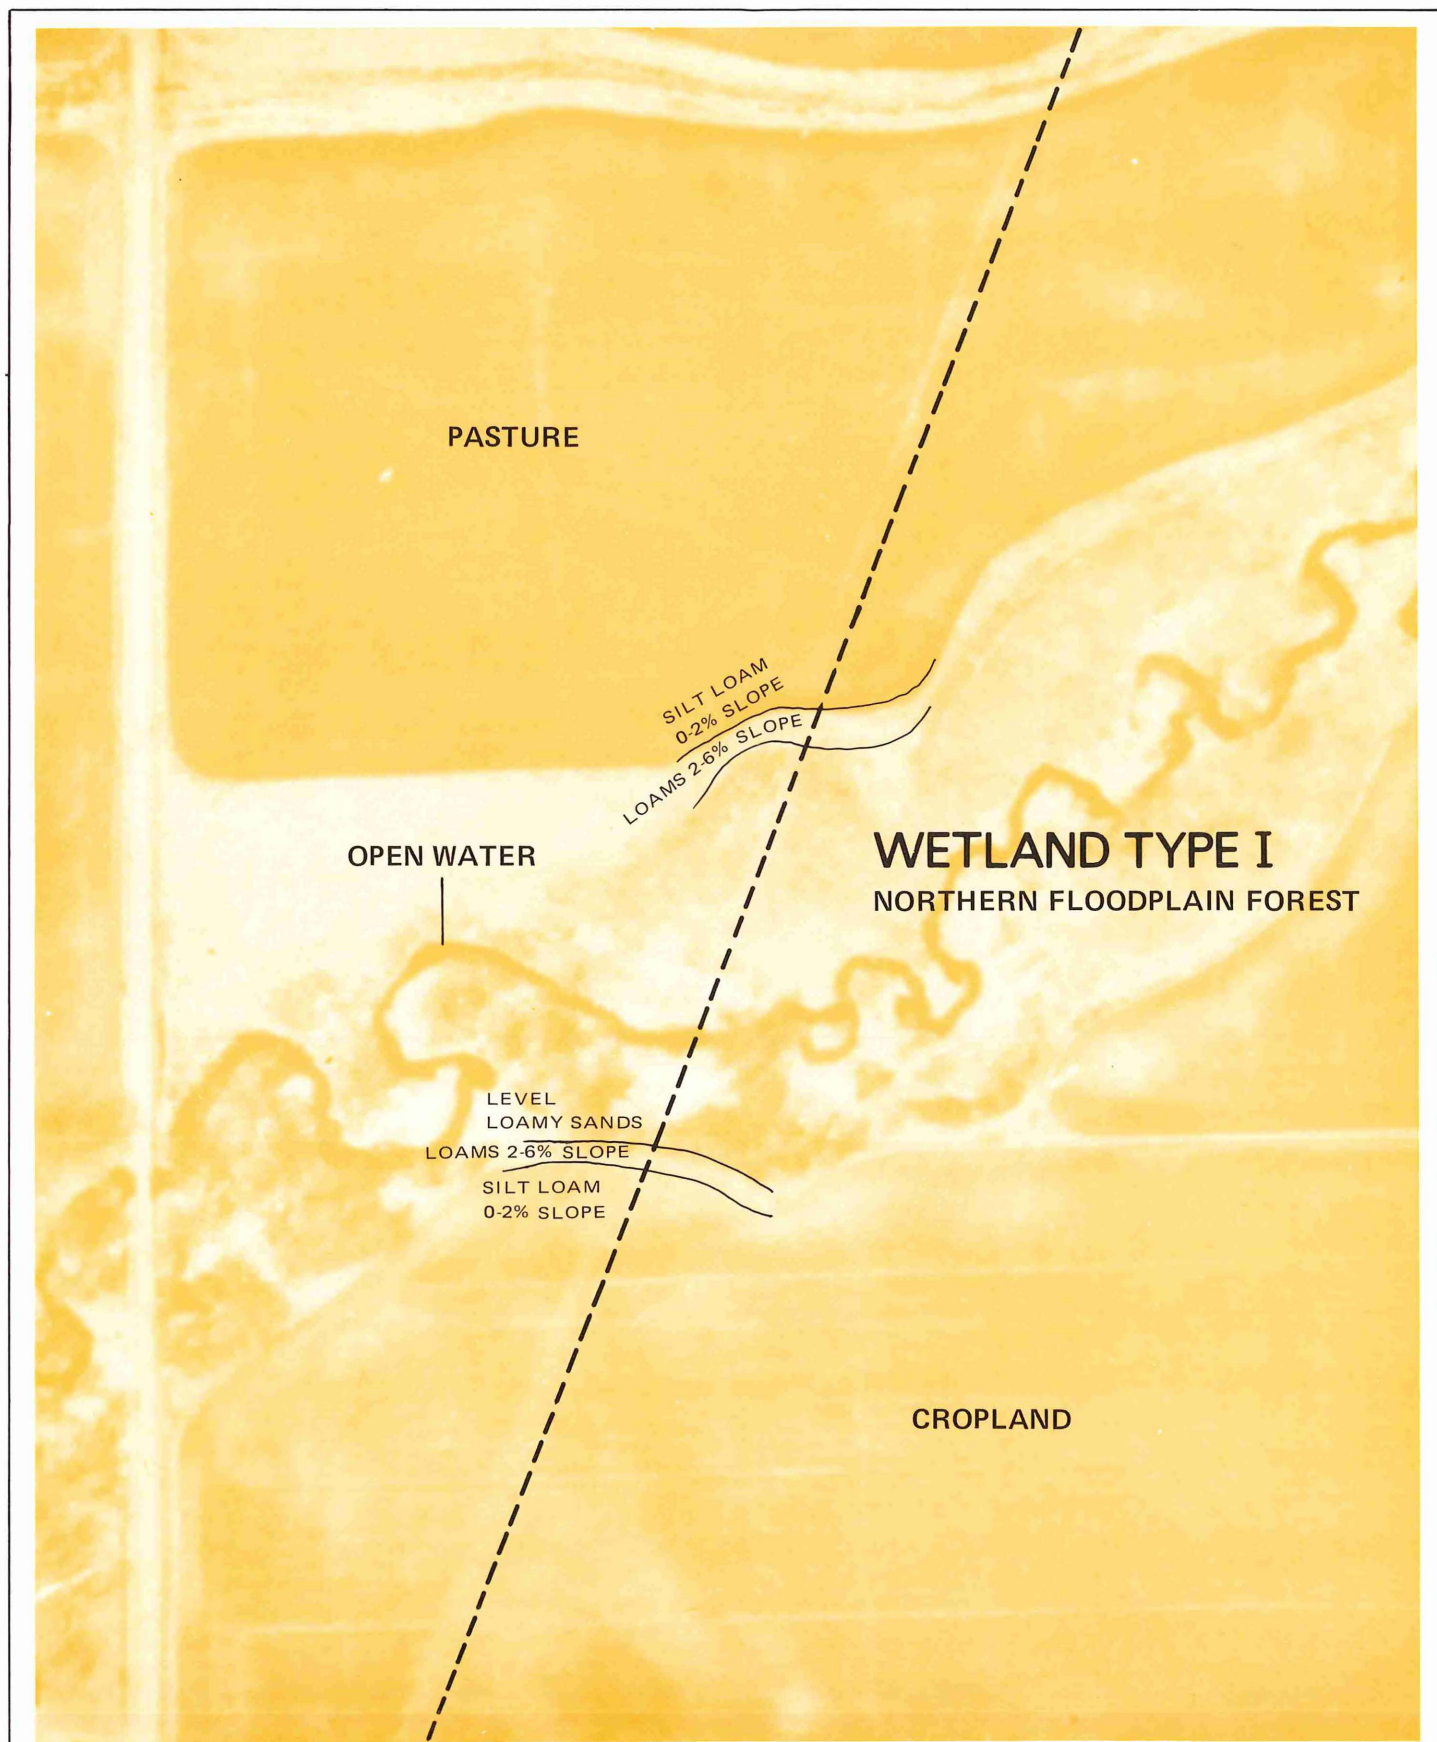 PASTURE
SILT LOAM
0-2% SLOPE
LOAMS 2-6% SLOPE
OPEN WATER
WETLAND TYPE I
NORTHERN FLOODPLAIN FOREST
LEVEL
LOAMY SANDS
LOAMS 2-6% SLOPE
SILT LOAM
0-2% SLOPE
CROPLAND